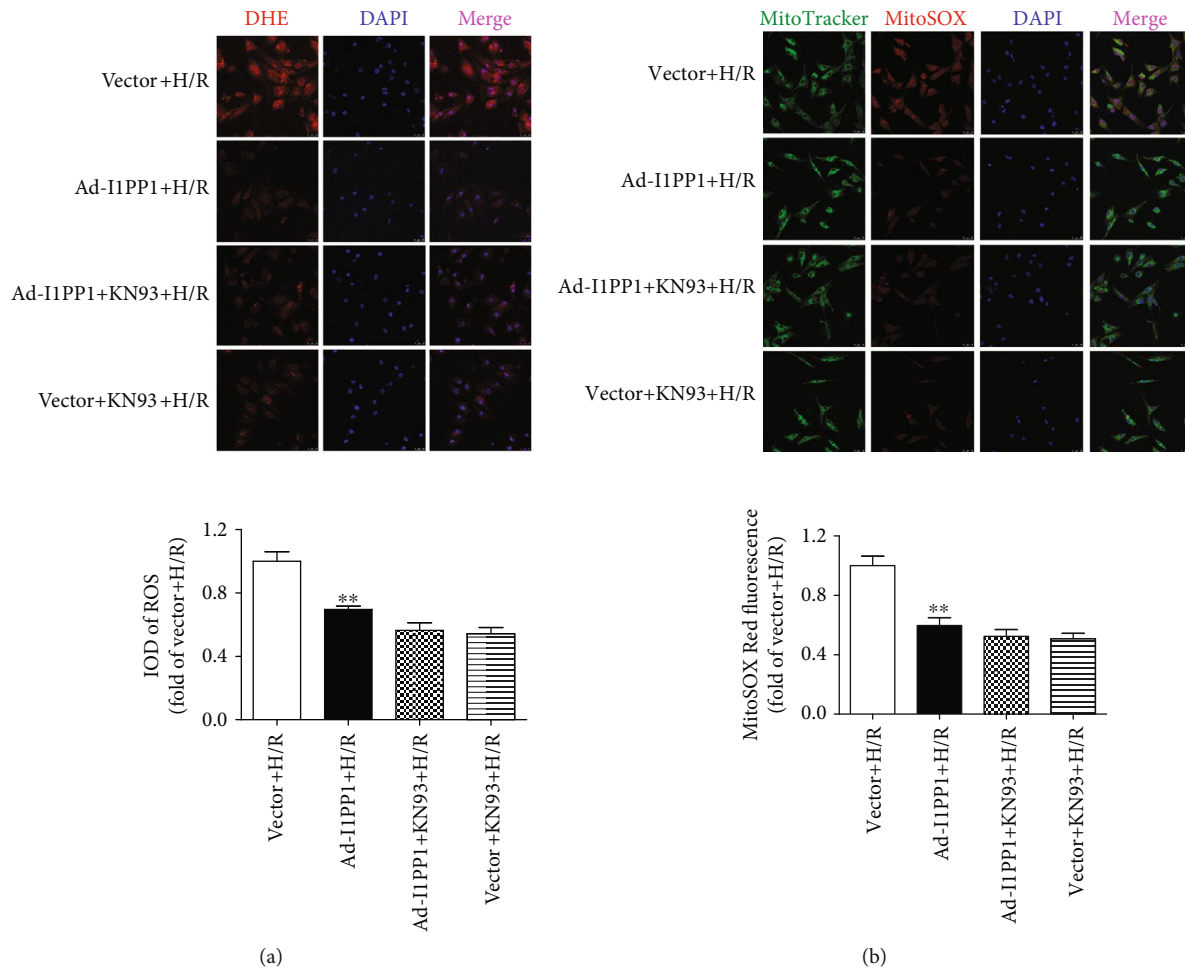 DHE DAPI Merge
Vector+H/R
Ad-I1PP1+H/R
Ad-I1PP1+KN93+H/R
Vector+KN93+H/R
IOD of ROS
(fold of vector+H/R)
1.2
0.8
0.4
0.0
**
Vector+H/R
Ad-I1PP1+H/R
Ad-I1PP1+KN93+H/R
Vector+KN93+H/R
(a)
MitoTracker MitoSOX DAPI Merge
Vector+H/R
Ad-I1PP1+H/R
Ad-I1PP1+KN93+H/R
Vector+KN93+H/R
MitoSOX Red fluorescence
(fold of vector+H/R)
1.2
0.8
0.4
0.0
**
Vector+H/R
Ad-I1PP1+H/R
Ad-I1PP1+KN93+H/R
Vector+KN93+H/R
(b)